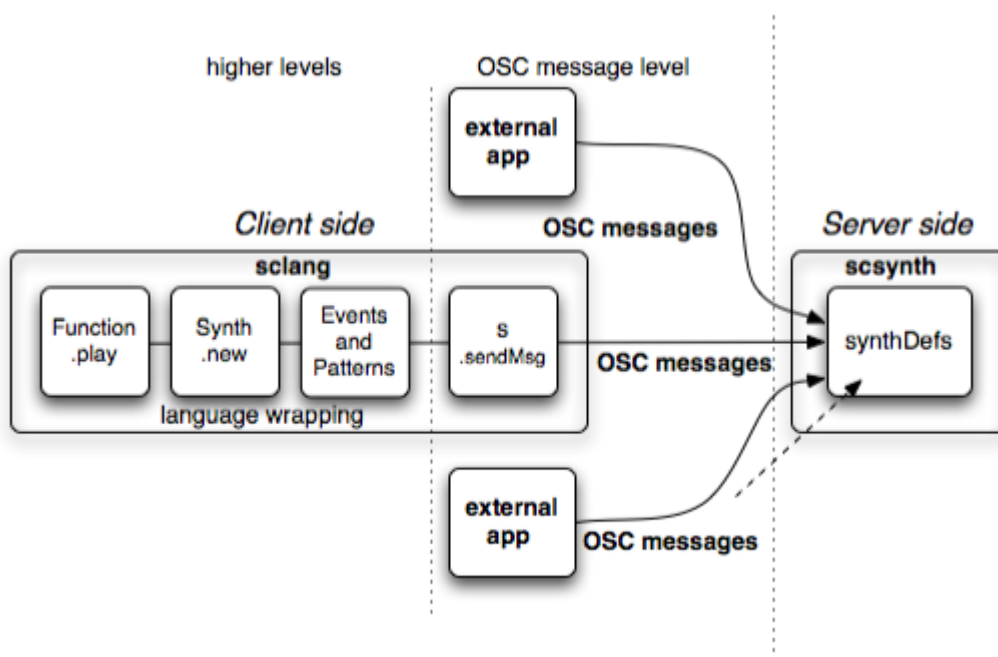 higher levels
OSC message level
external
app
Client side
OSC messages
Server side
sclang
scsynth
Function
.play
Synth
.new
Events
and
Patterns
s
.sendMsg
OSC messages
synthDefs
language wrapping
external
app
OSC messages